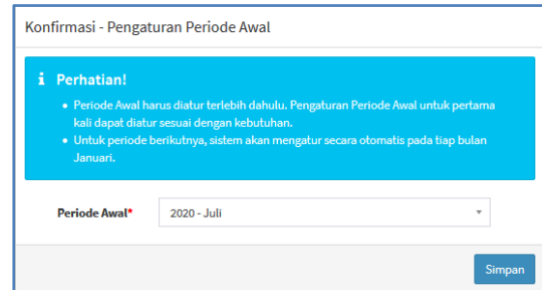 Konfirmasi - Pengaturan Periode Awal
i Perhatian!
• Periode Awal harus diatur terlebih dahulu. Pengaturan Periode Awal untuk pertama
kali dapat diatur sesuai dengan kebutuhan.
• Untuk periode berikutnya, sistem akan mengatur secara otomatis pada tiap bulan
Januari.
Periode Awal* 2020 - Juli
Simpan